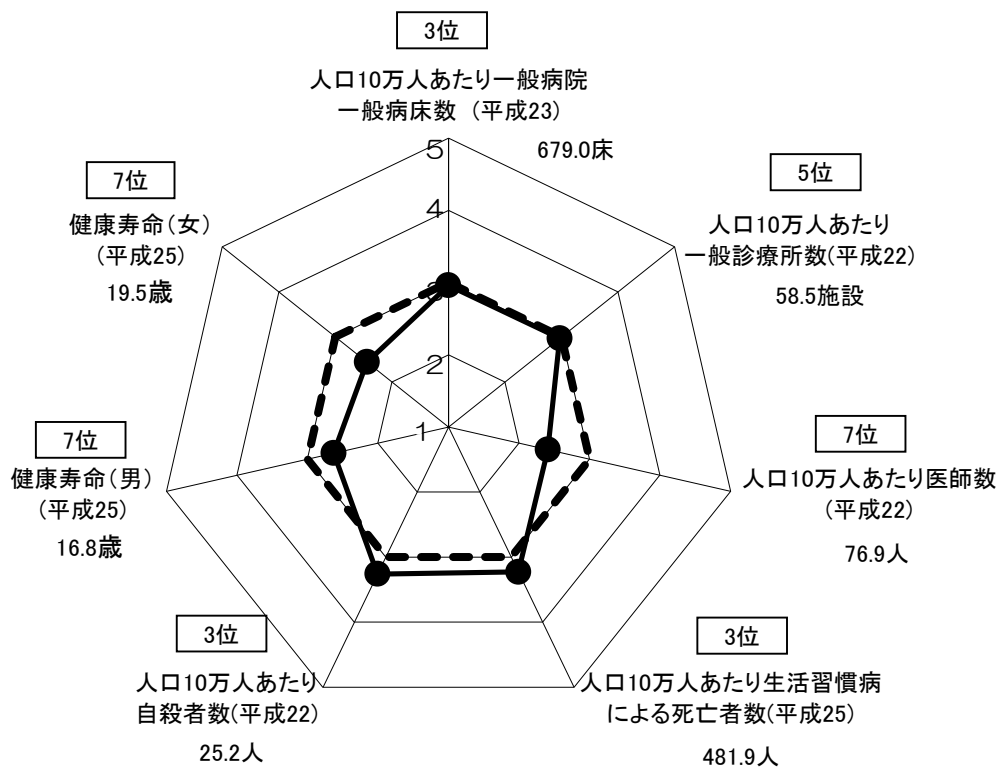 3位
人口10万人あたり一般病院
一般病床数 (平成23)
679.0床
5
4
3
2
1
5位
人口10万人あたり
一般診療所数(平成22)
58.5施設
7位
人口10万人あたり医師数
(平成22)
76.9人
3位
人口10万人あたり生活習慣病
による死亡者数(平成25)
481.9人
3位
人口10万人あたり
自殺者数(平成22)
25.2人
7位
健康寿命(男)
(平成25)
16.8歳
7位
健康寿命(女)
(平成25)
19.5歳